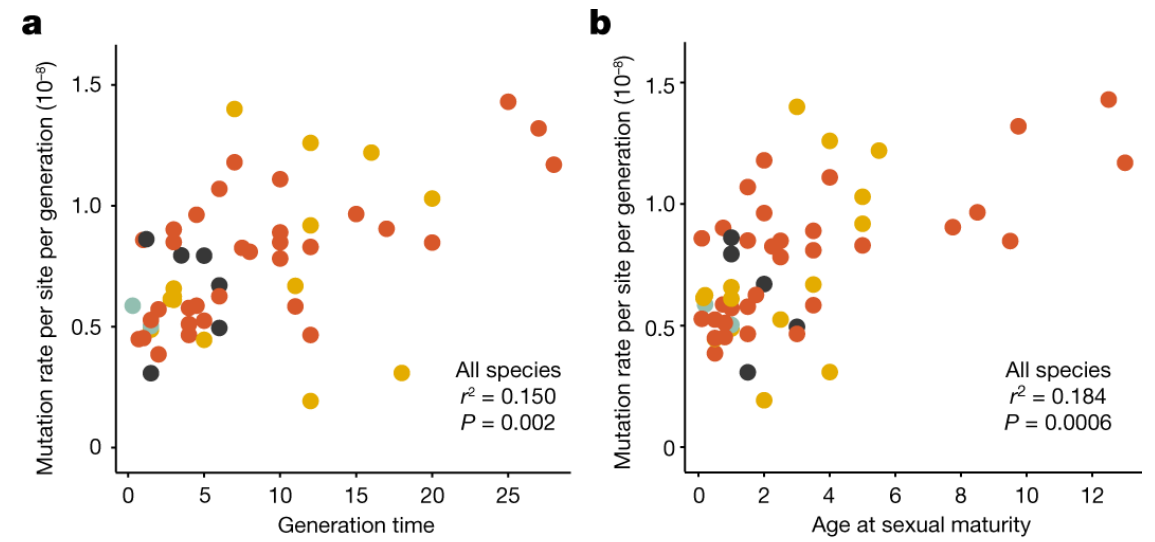 a
Mutation rate per site per generation (10⁻⁸)
1.5
1.0
0.5
0
All species
r² = 0.150
P = 0.002
0 5 10 15 20 25
Generation time
b
Mutation rate per site per generation (10⁻⁸)
1.5
1.0
0.5
0
All species
r² = 0.184
P = 0.0006
0 2 4 6 8 10 12
Age at sexual maturity